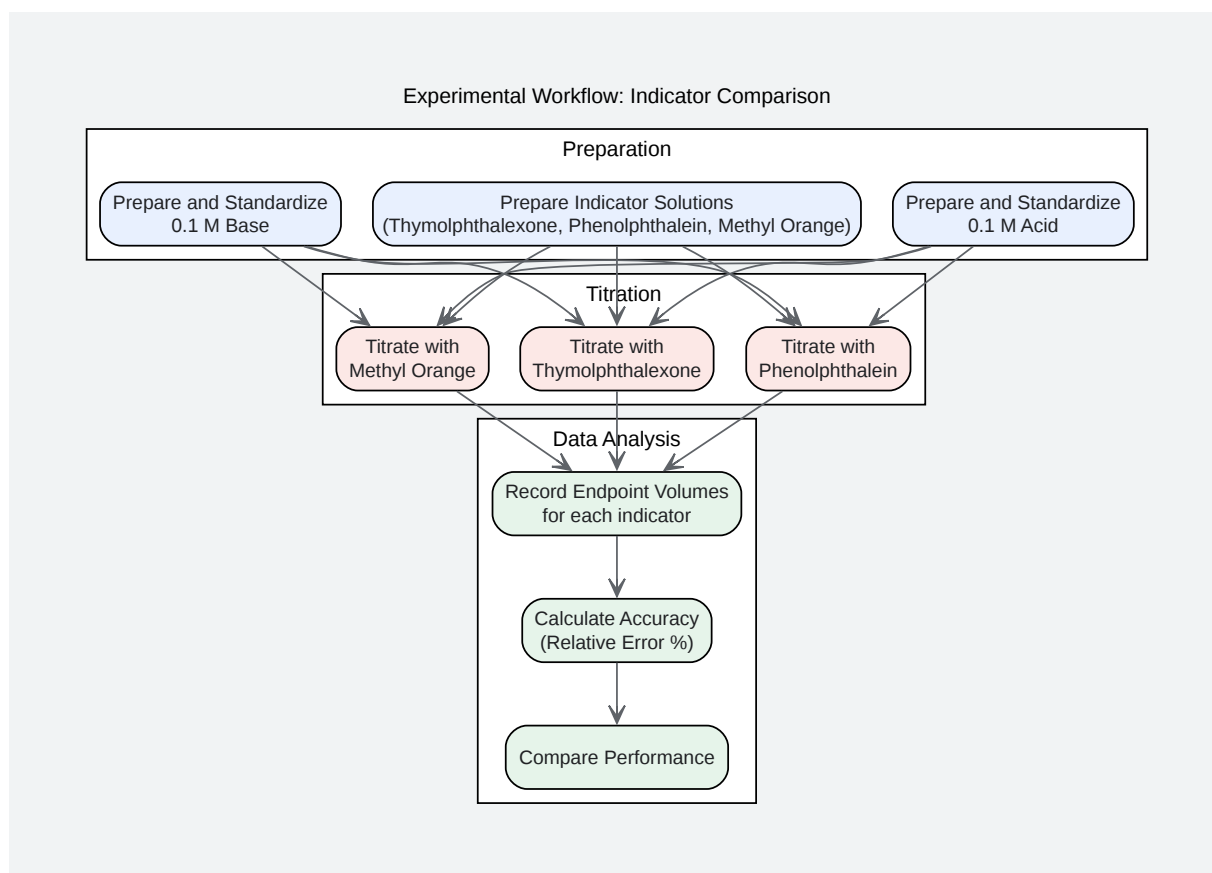 Experimental Workflow: Indicator Comparison
Preparation
Prepare and Standardize
0.1 M Base
Prepare Indicator Solutions
(Thymolphthalexone, Phenolphthalein, Methyl Orange)
Prepare and Standardize
0.1 M Acid
Titration
Titrate with
Methyl Orange
Titrate with
Thymolphthalexone
Titrate with
Phenolphthalein
Data Analysis
Record Endpoint Volumes
for each indicator
Calculate Accuracy
(Relative Error %)
Compare Performance